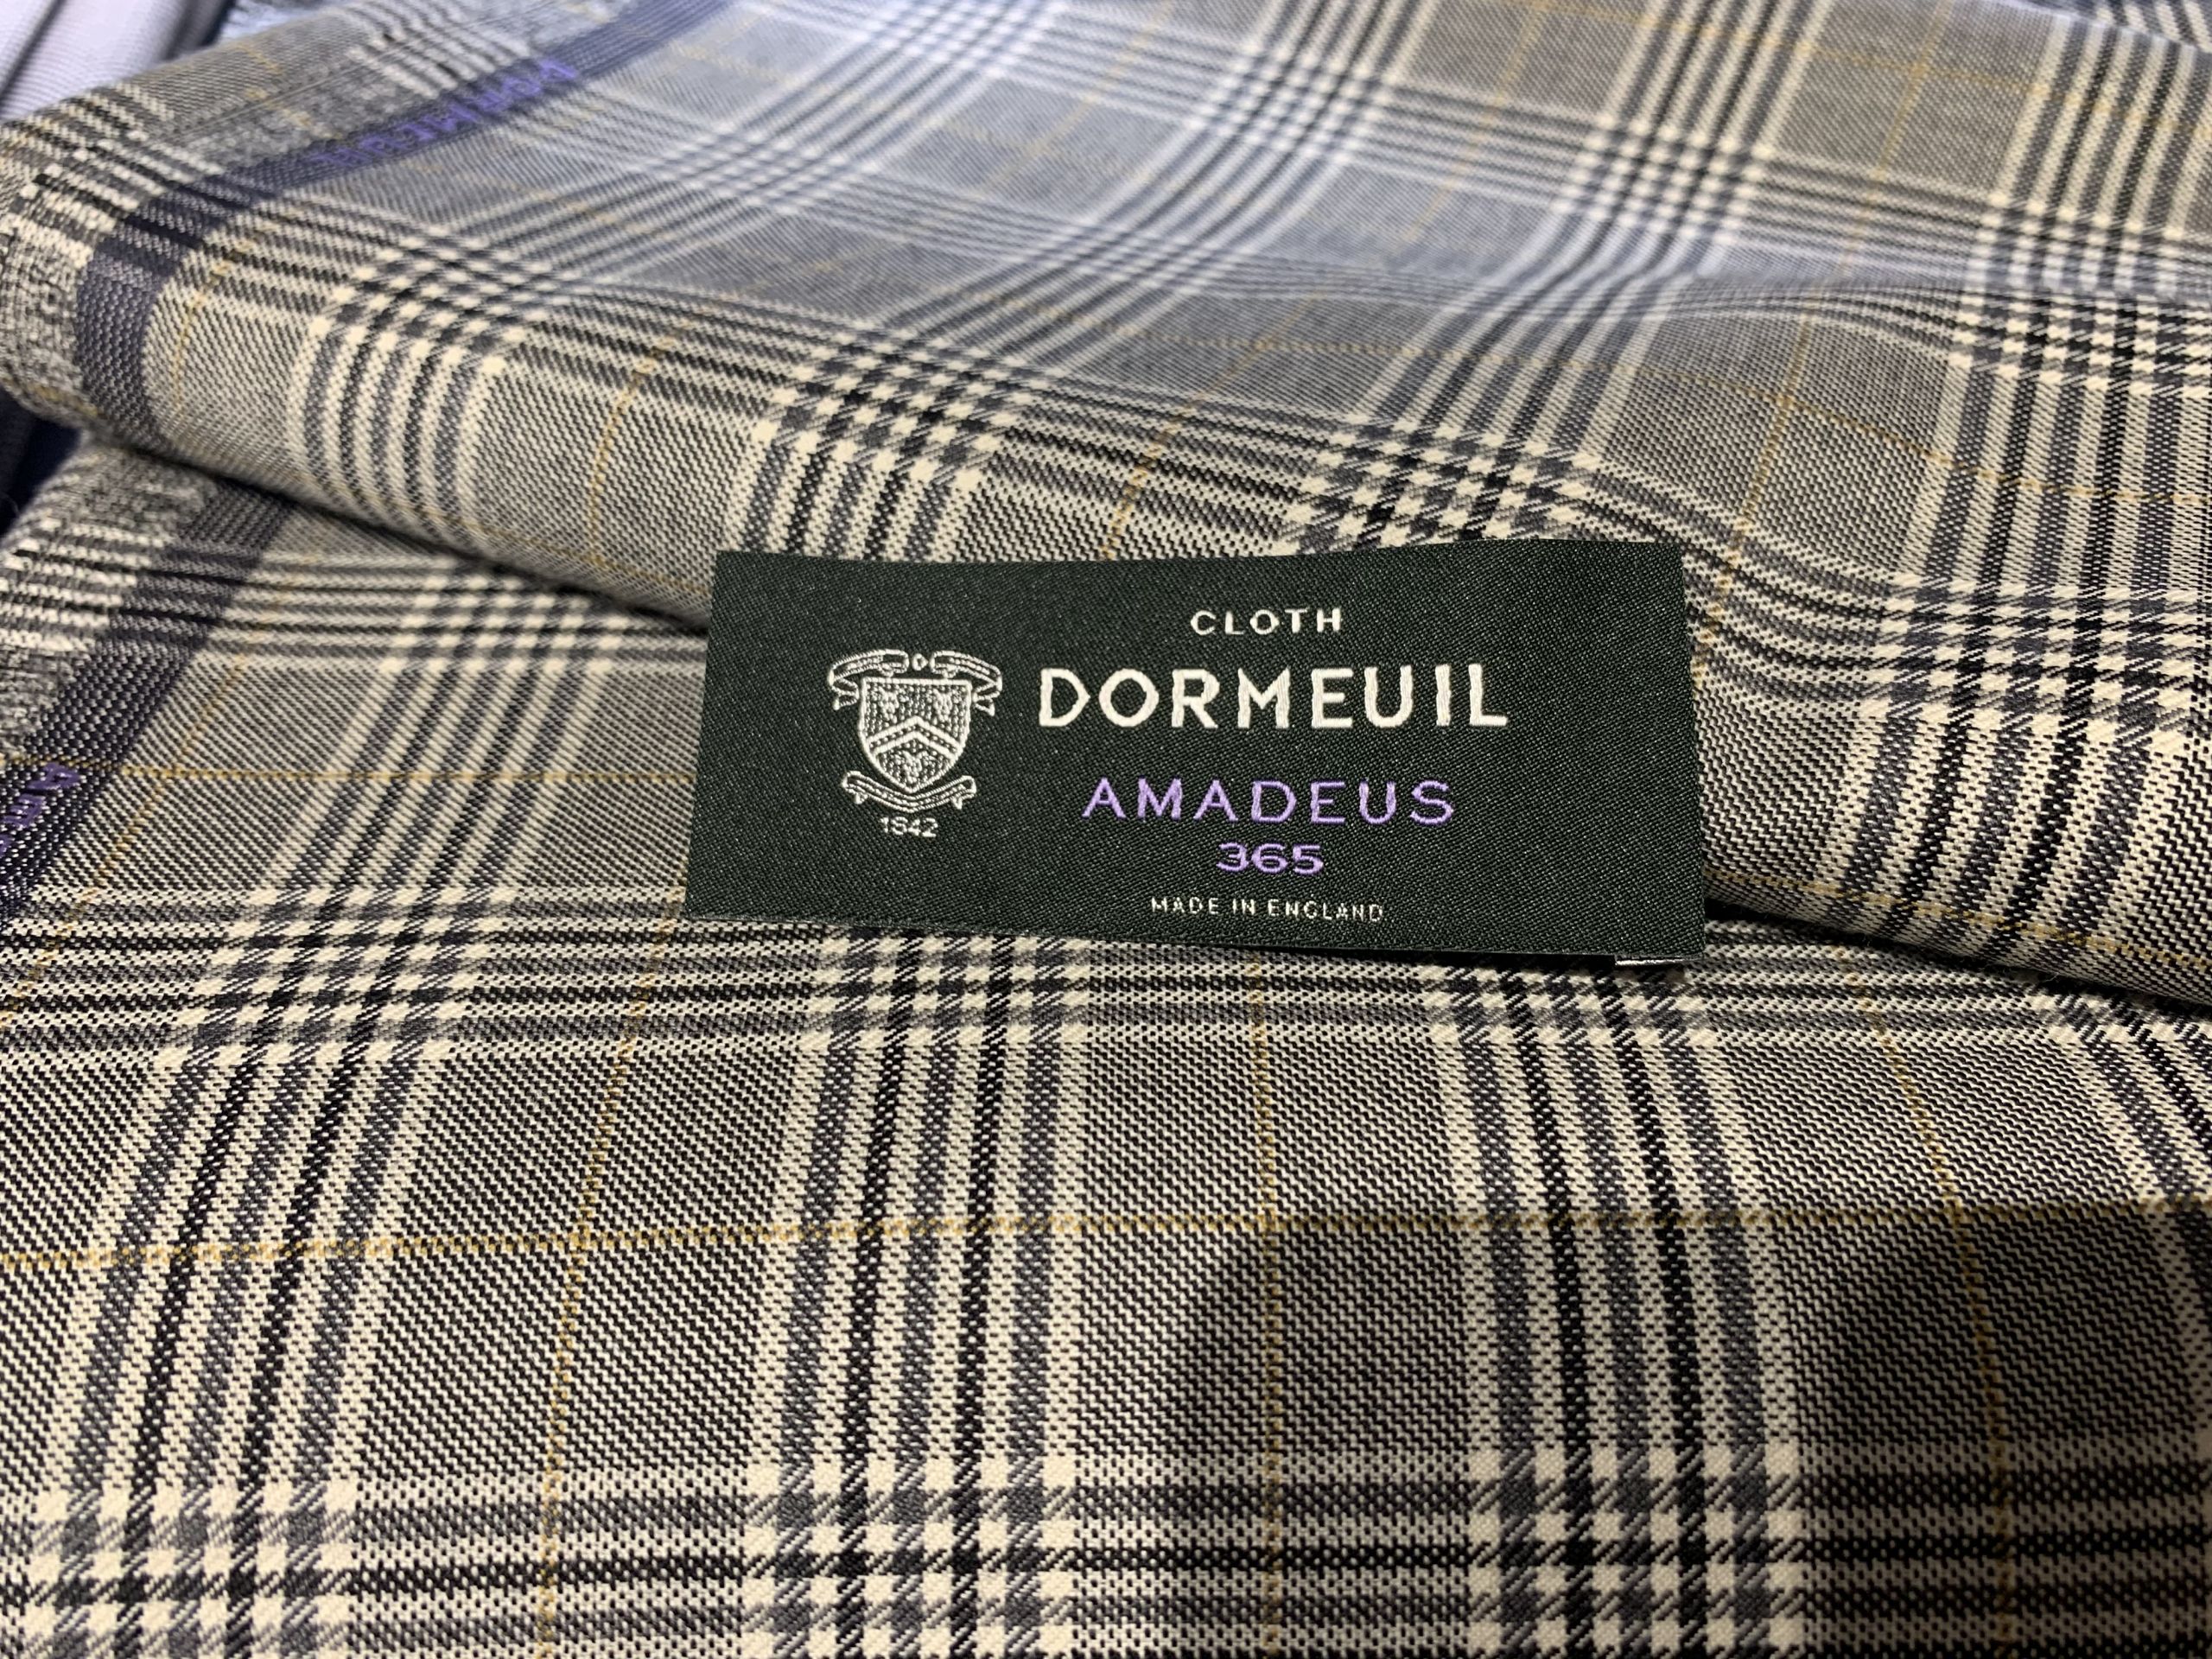 CLOTH
DORMEUIL
AMADEUS
365
MADE IN ENGLAND
1842